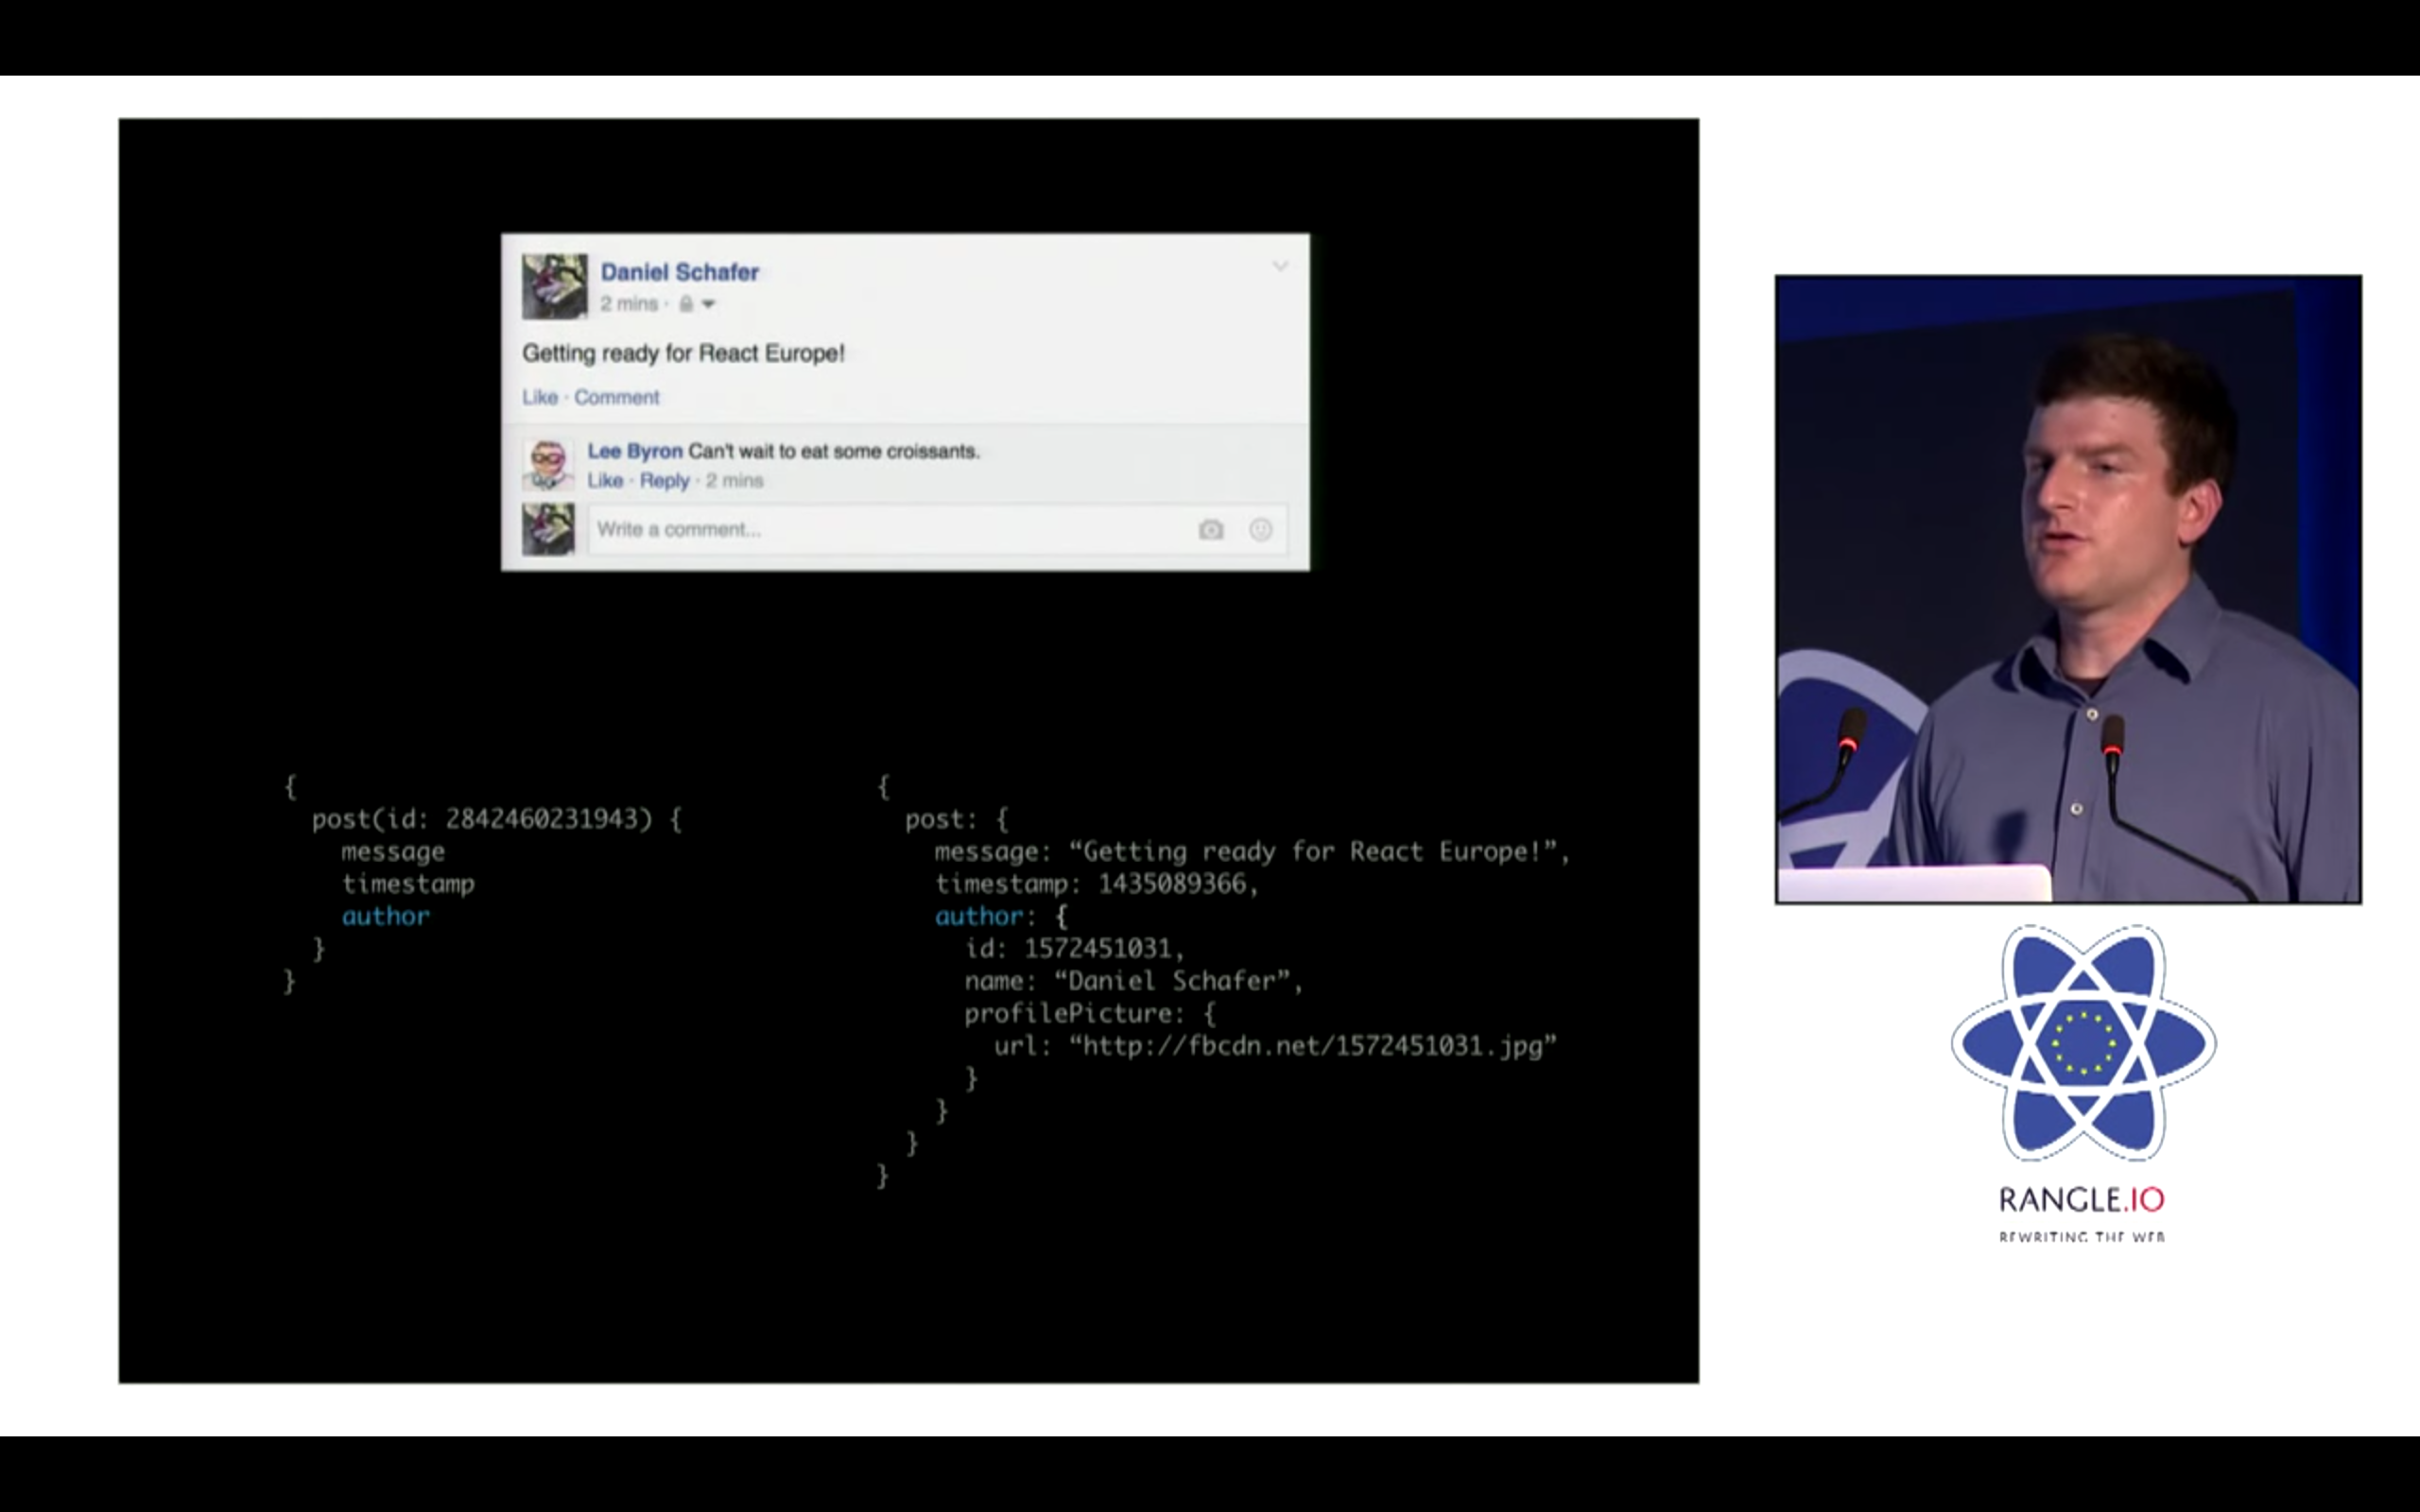 Daniel Schafer
2 mins ·
Getting ready for React Europe!
Like · Comment
Lee Byron Can't wait to eat some croissants.
Like · Reply · 2 mins
Write a comment...
{
post(id: 2842460231943) {
message
timestamp
author
}
}
{
post: {
message: “Getting ready for React Europe!”,
timestamp: 1435089366,
author: {
id: 1572451031,
name: “Daniel Schafer”,
profilePicture: {
url: “http://fbcdn.net/1572451031.jpg”
}
}
}
}
RANGLE.IO
REWRITING THE WEB